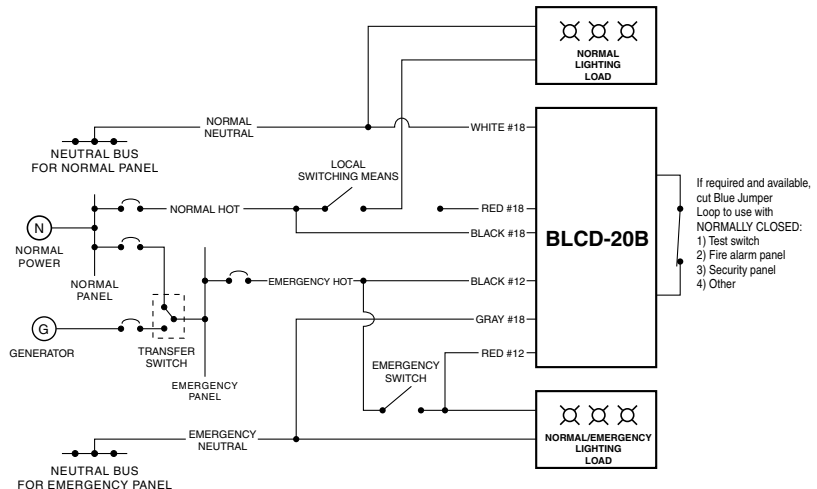 NORMAL
LIGHTING
LOAD
NORMAL
NEUTRAL
WHITE #18
NEUTRAL BUS
FOR NORMAL PANEL
LOCAL
SWITCHING MEANS
NORMAL HOT
RED #18
BLACK #18
BLCD-20B
If required and available,
cut Blue Jumper
Loop to use with
NORMALLY CLOSED:
1) Test switch
2) Fire alarm panel
3) Security panel
4) Other
N
NORMAL
POWER
NORMAL
PANEL
EMERGENCY HOT
BLACK #12
GRAY #18
G
GENERATOR
TRANSFER
SWITCH
RED #12
EMERGENCY
SWITCH
EMERGENCY
PANEL
EMERGENCY
NEUTRAL
NORMAL/EMERGENCY
LIGHTING
LOAD
NEUTRAL BUS
FOR EMERGENCY PANEL